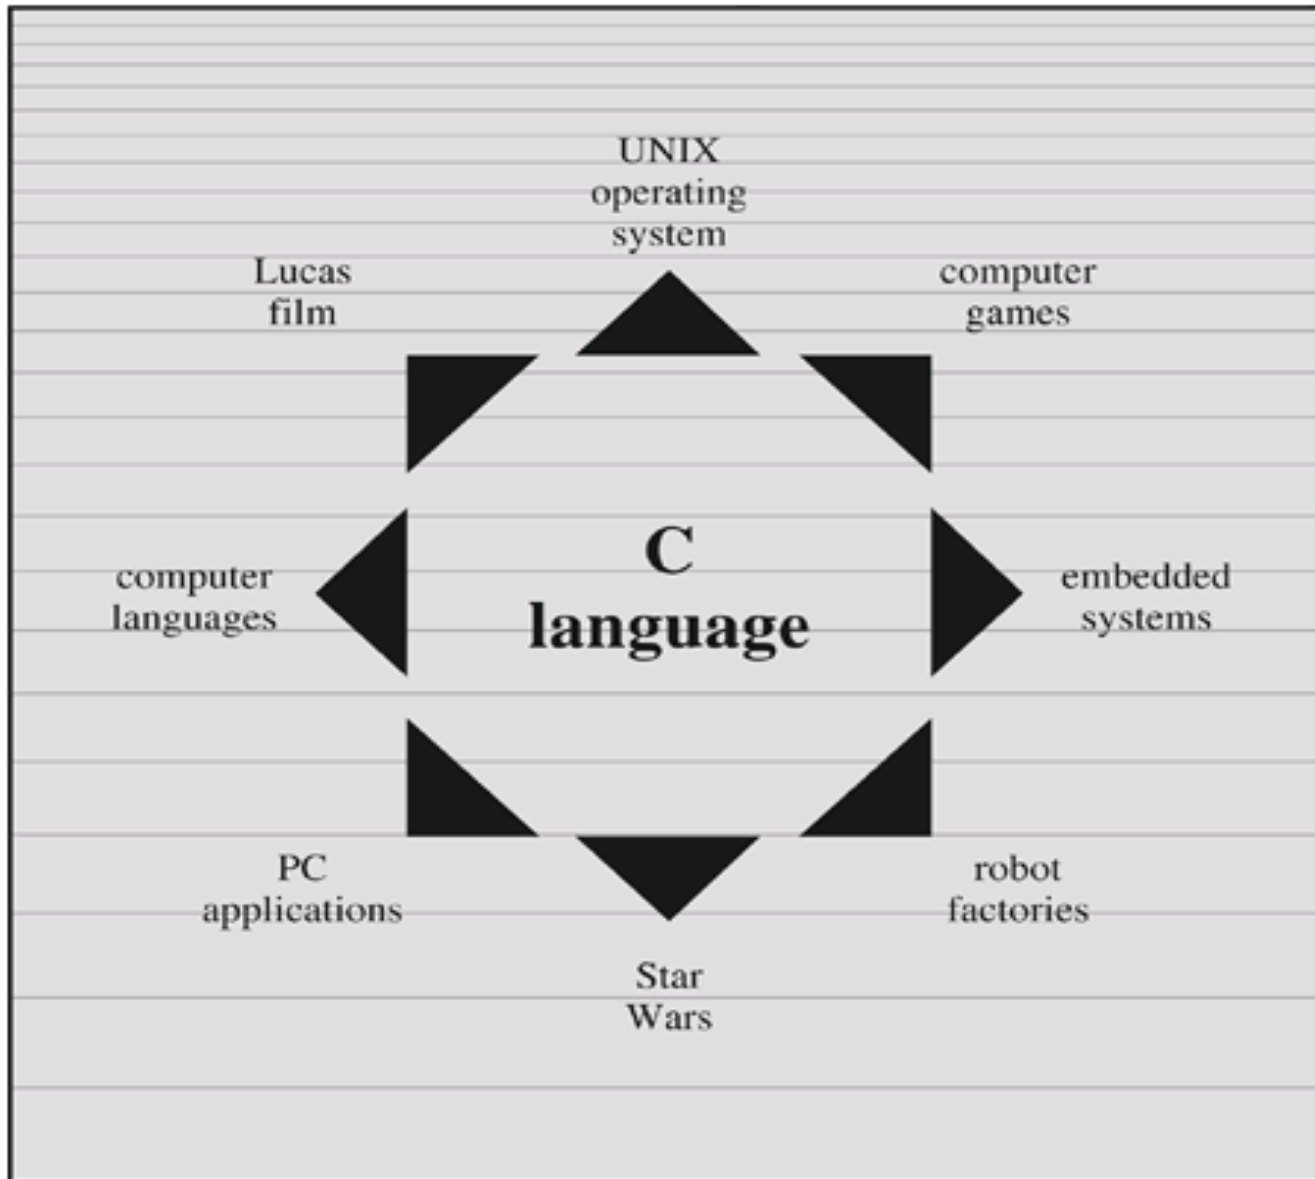 UNIX
operating
system
Lucas
film
computer
games
C
language
computer
languages
embedded
systems
PC
applications
robot
factories
Star
Wars